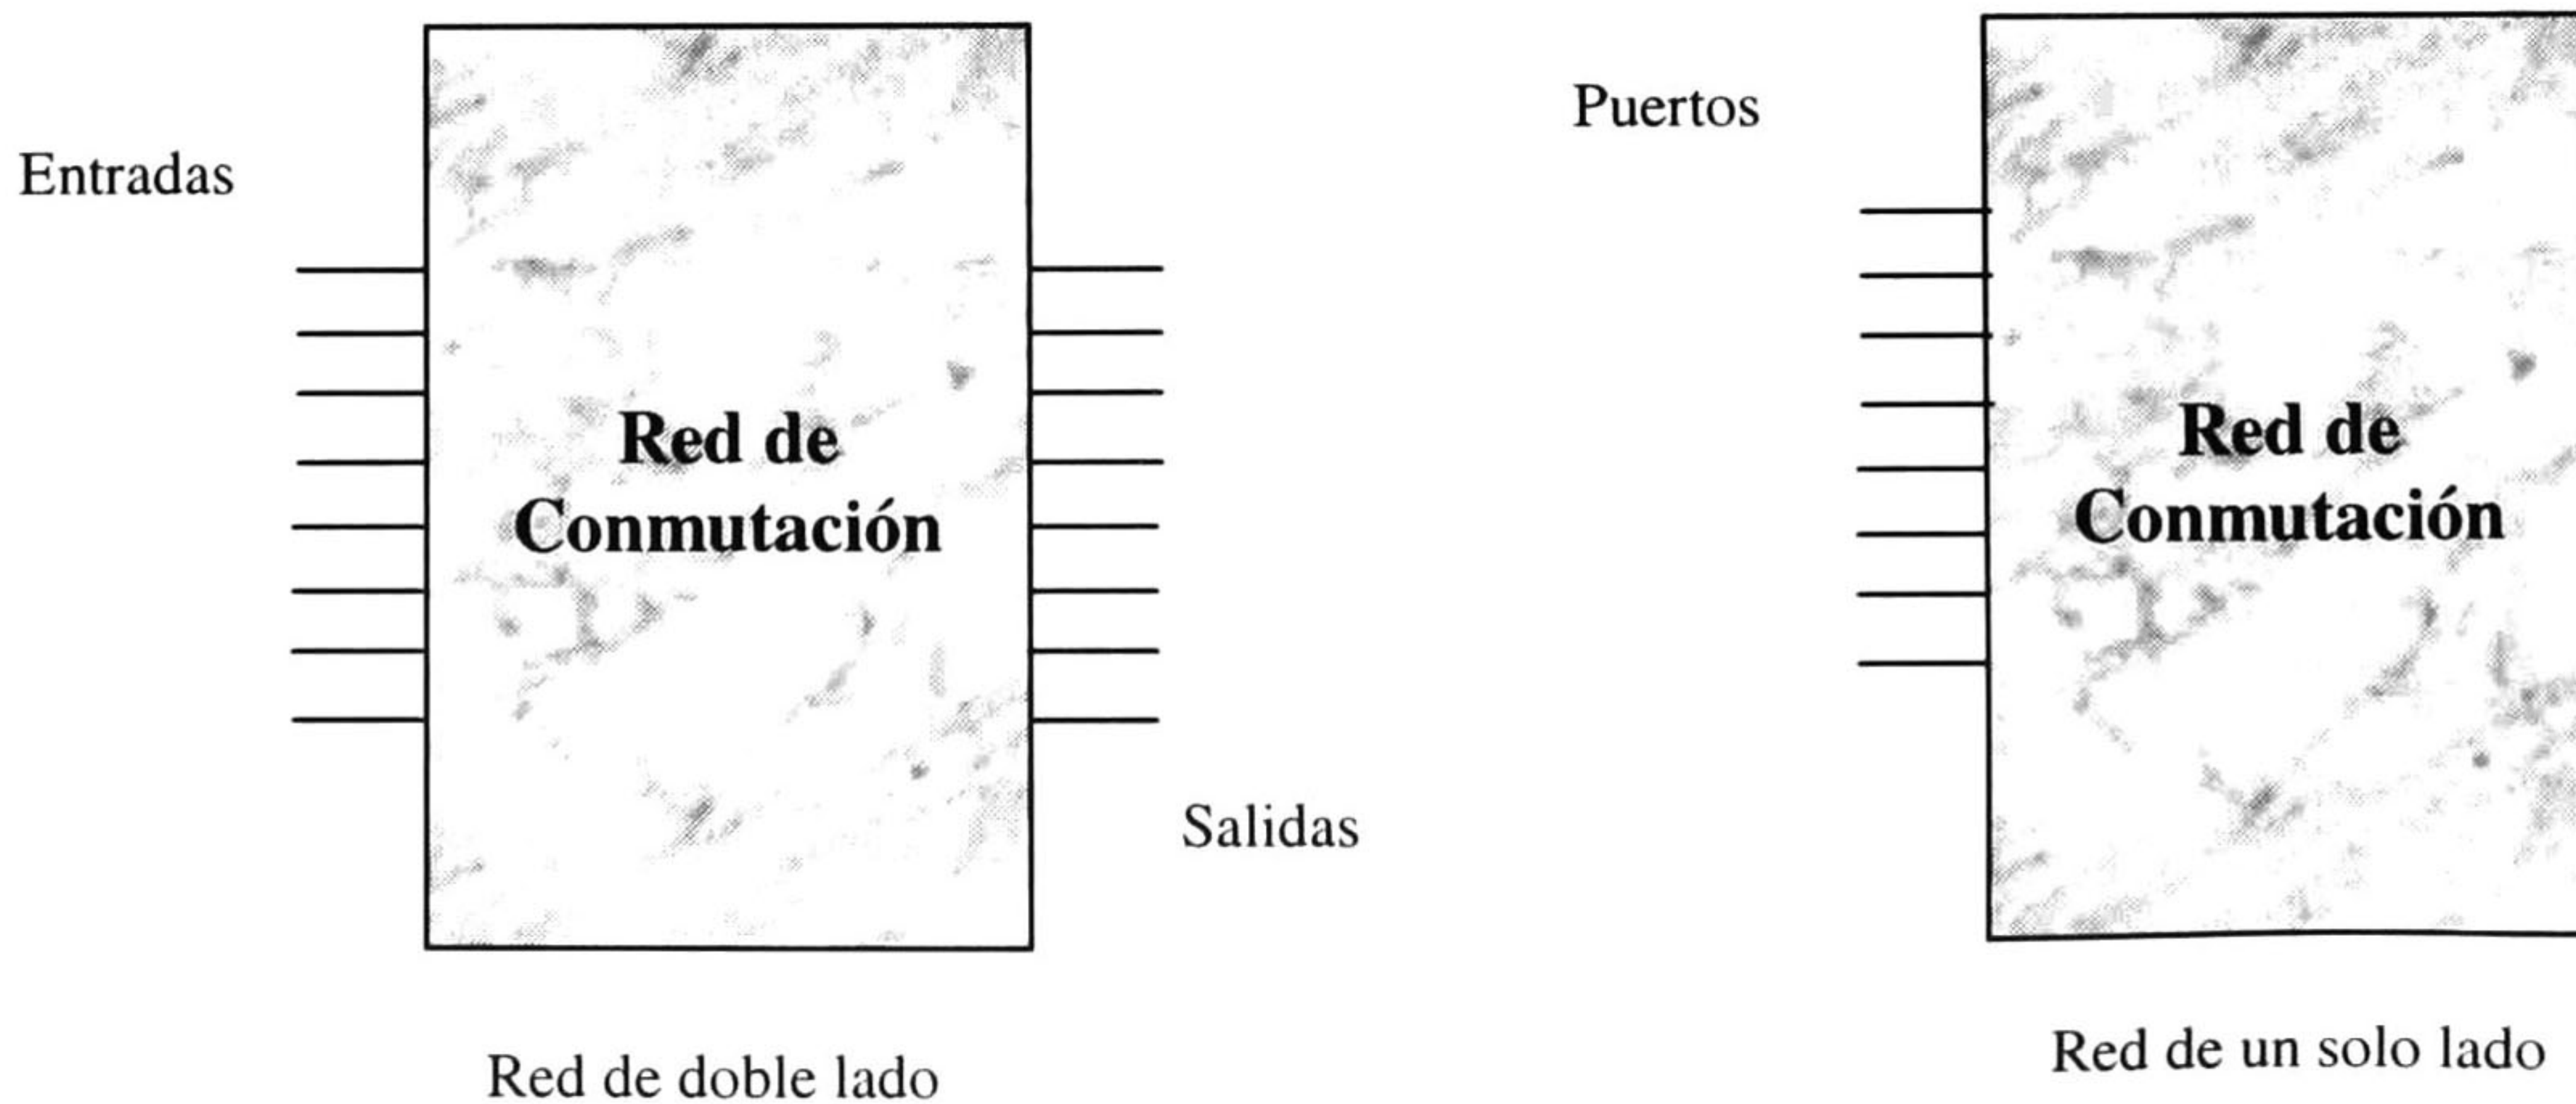 Entradas
Red de
Conmutación
Salidas
Red de doble lado
Puertos
Red de
Conmutación
Red de un solo lado